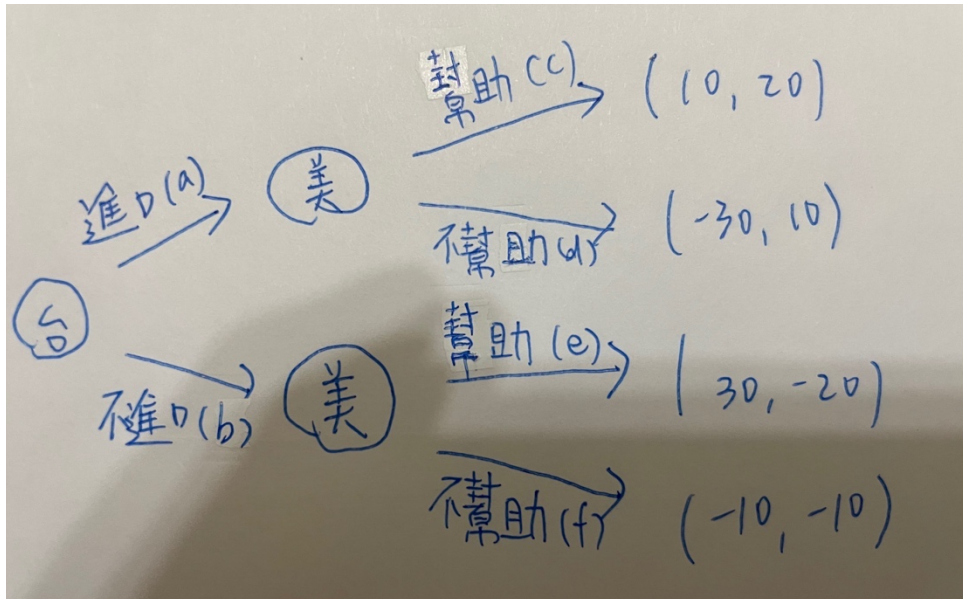 幫助(c)
(10, 20)
進口(a)
美
不幫助(d)
(-30, 10)
台
幫助(e)
(30, -20)
不進口(b)
美
不幫助(f)
(-10, -10)